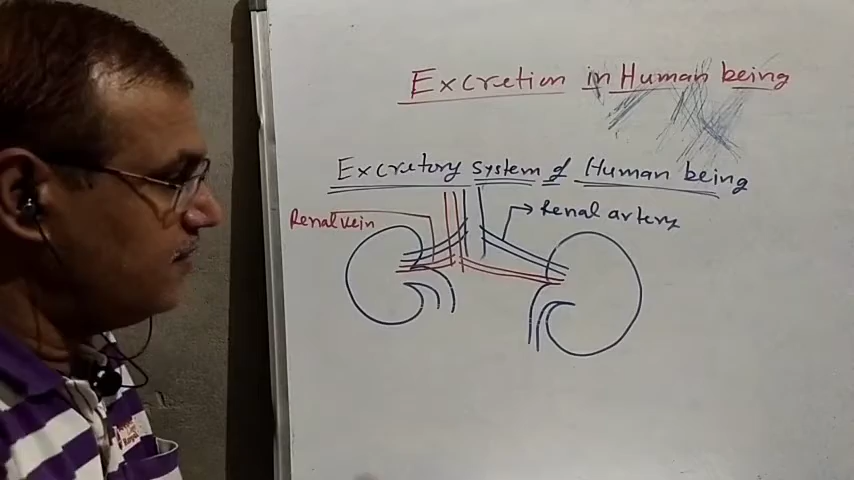 Excretion in Human being
Excretory System of Human being
Renal vein
Renal artery